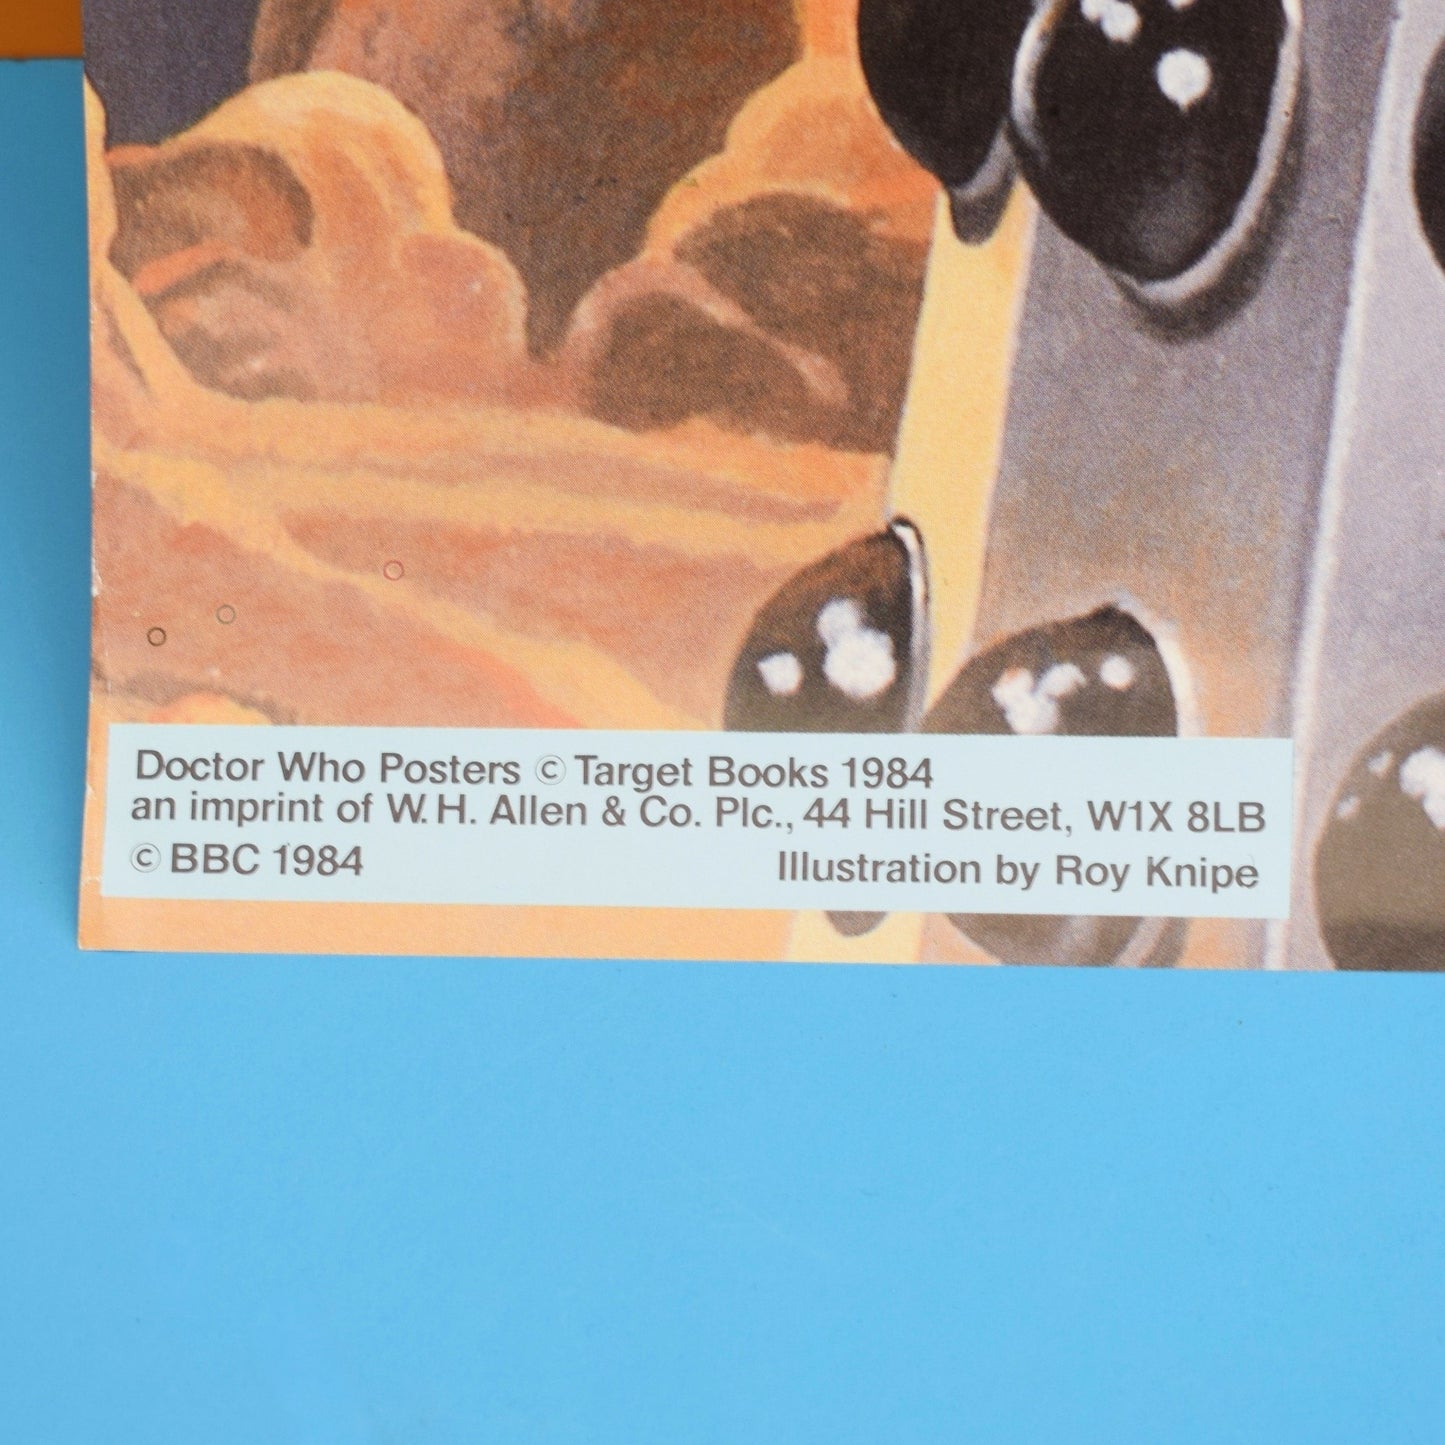 Doctor Who Posters © Target Books 1984
an imprint of W.H. Allen & Co. Plc., 44 Hill Street, W1X 8LB
© BBC 1984 Illustration by Roy Knipe